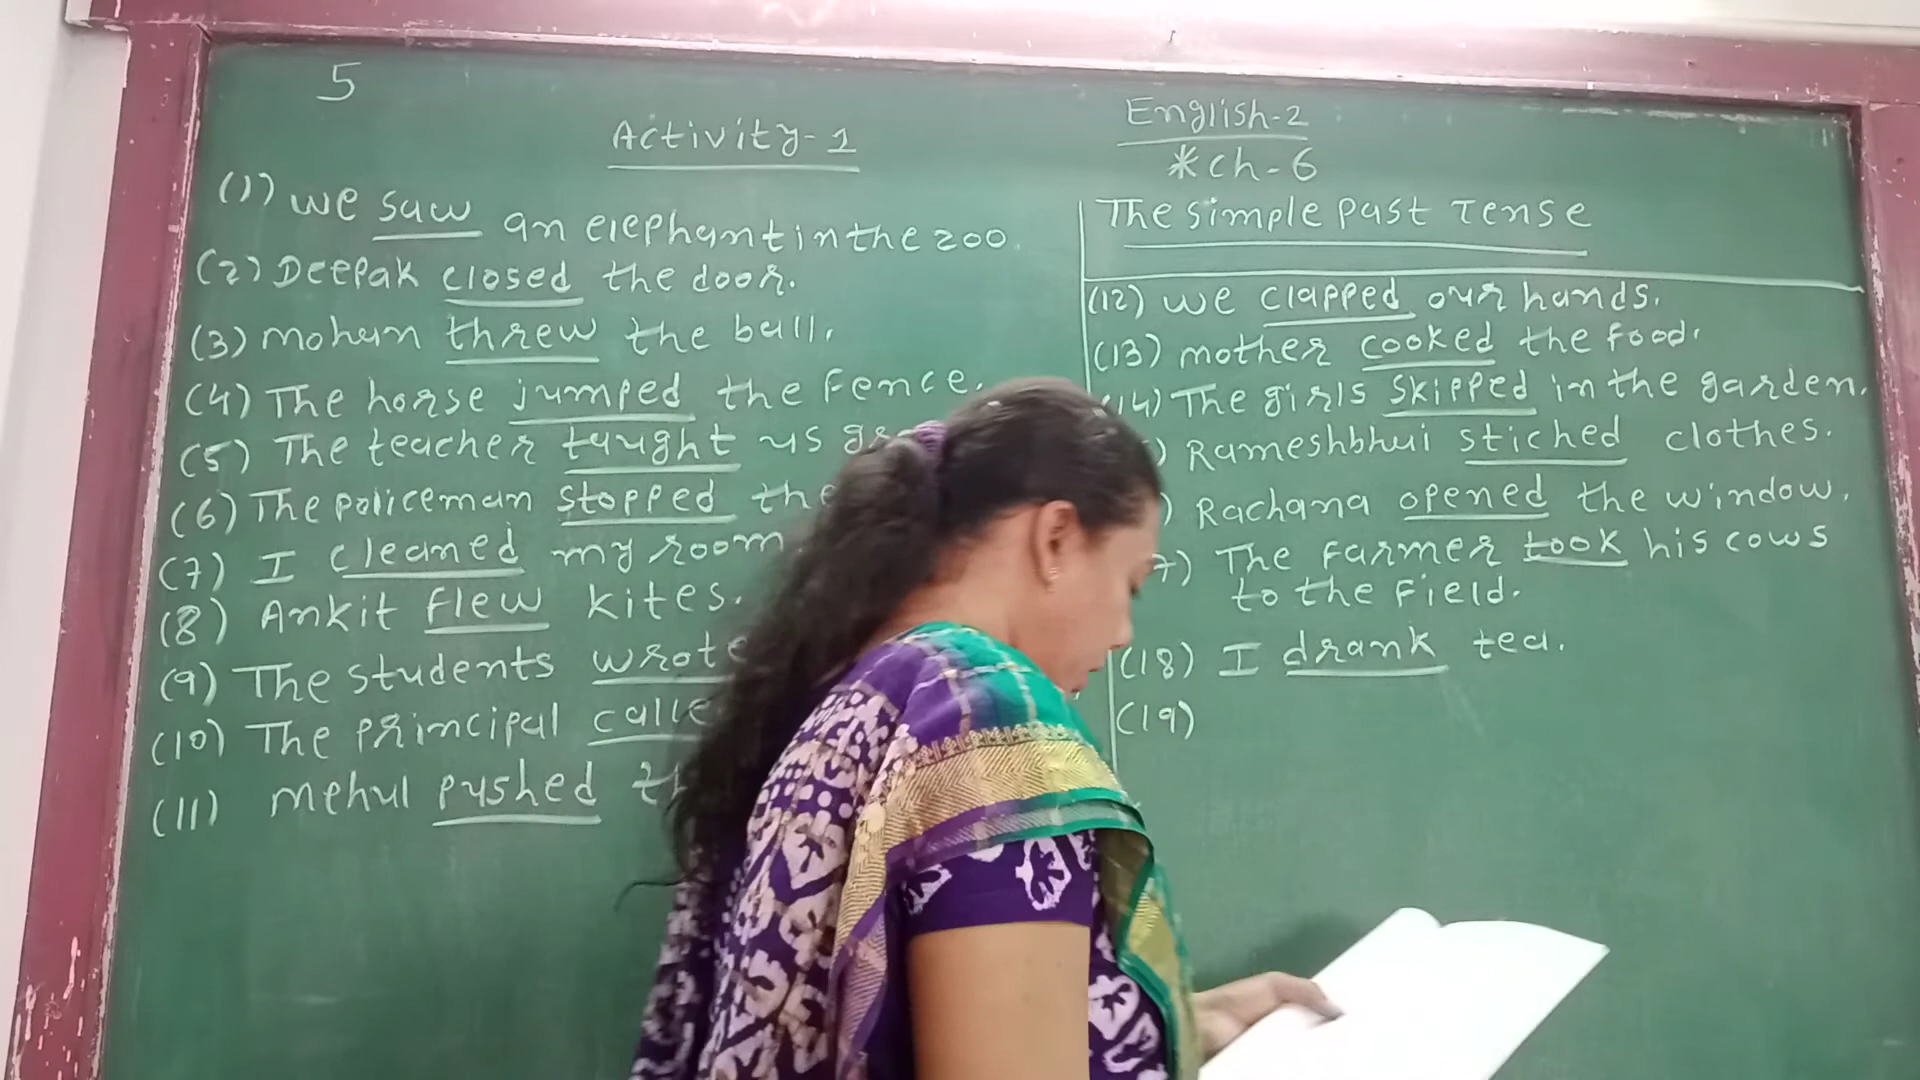 5
Activity-1
(1) we saw an elephant in the zoo.
(2) Deepak closed the door.
(3) mohan threw the ball.
(4) The horse jumped the fence.
(5) The teacher taught us
(6) The policeman stopped the
(7) I cleaned my room
(8) Ankit flew kites.
(9) The students wrote
(10) The principal
(11) mehul pushed
English-2
*ch-6
The simple past Tense
(12) we clapped our hands.
(13) mother cooked the food.
(14) The girls skipped in the garden.
) Rameshbhai stiched clothes.
) Rachana opened the window.
7) The farmer took his cows
to the field.
(18) I drank tea.
(19)